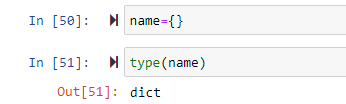 In [50]: name={}
In [51]: type(name)
Out[51]: dict